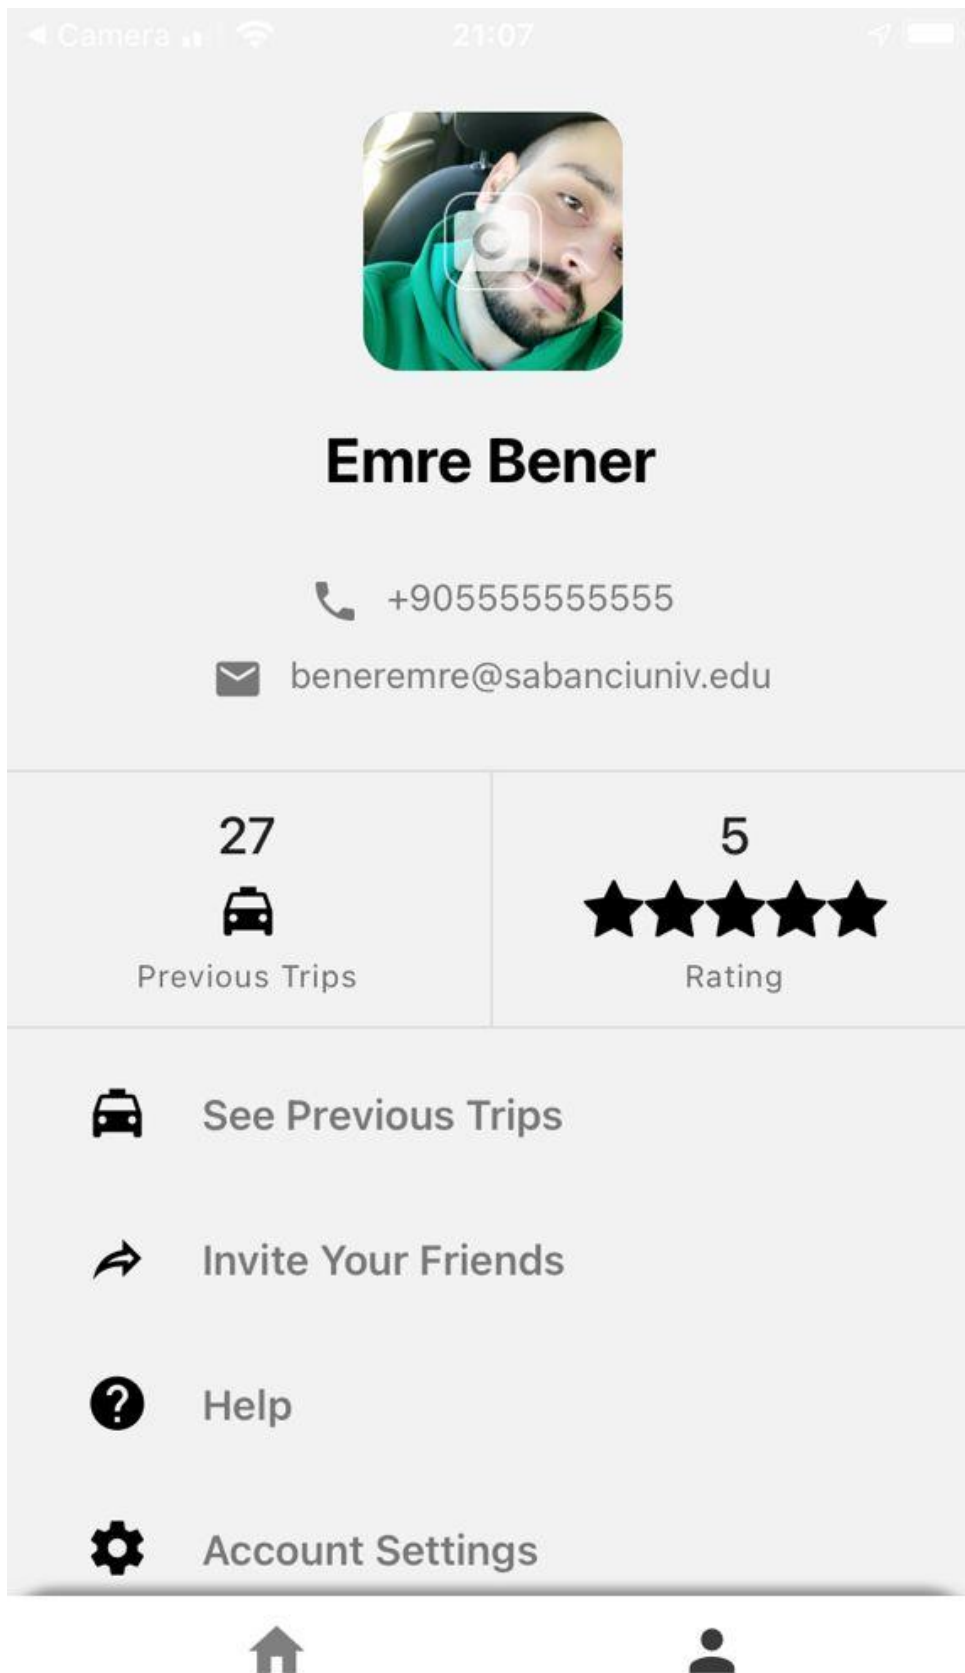 Camera
21:07
Emre Bener
+905555555555
beneremre@sabanciuniv.edu
27
5
Previous Trips
Rating
See Previous Trips
Invite Your Friends
Help
Account Settings